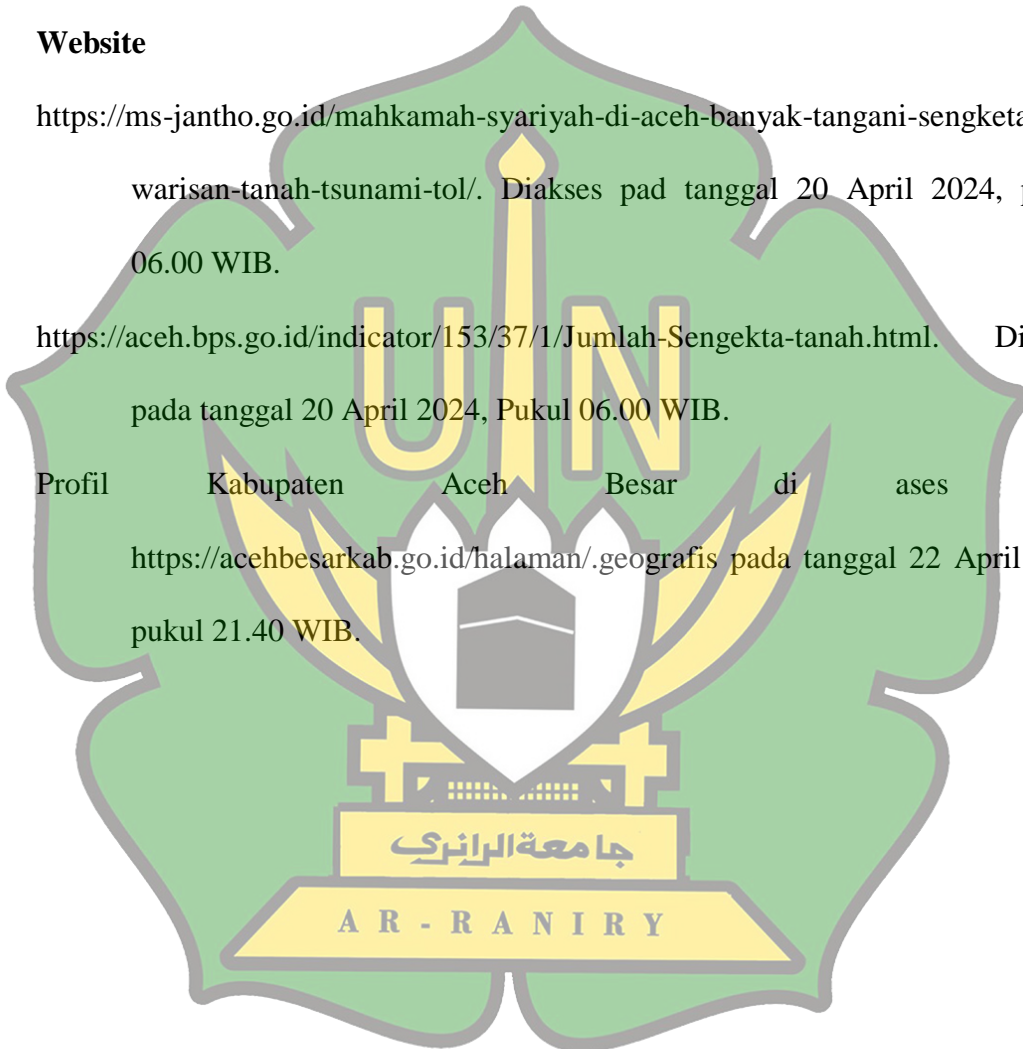 Website
https://ms-jantho.go.id/mahkamah-syariyah-di-aceh-banyak-tangani-sengketa
warisan-tanah-tsunami-tol/. Diakses pad tanggal 20 April 2024, p
06.00 WIB.
https://aceh.bps.go.id/indicator/153/37/1/Jumlah-Sengekta-tanah.html. Di
pada tanggal 20 April 2024, Pukul 06.00 WIB.
Profil Kabupaten Aceh Besar di ases
https://acehbesarkab.go.id/halaman/.geografis pada tanggal 22 April
pukul 21.40 WIB.
UIN
جامعة الرانري
AR-RANIRY